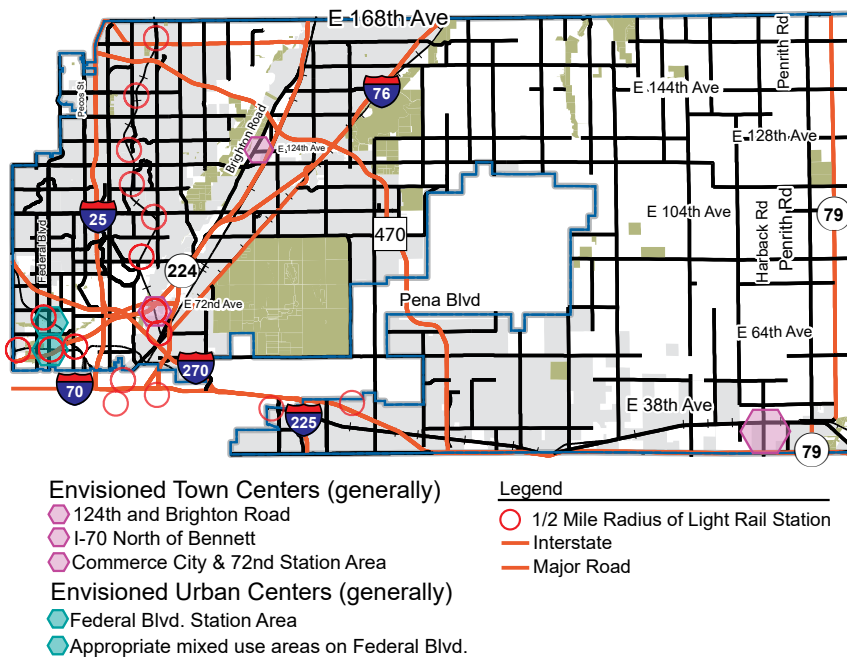 E 168th Ave
Pecos St
76
Penrith Rd
E 144th Ave
Brighton Road
E 124th Ave
E 128th Ave
25
Federal Blvd
470
E 104th Ave
Harback Rd
Penrith Rd
79
224
E 72nd Ave
Pena Blvd
E 64th Ave
270
70
225
E 38th Ave
79
Envisioned Town Centers (generally)
124th and Brighton Road
I-70 North of Bennett
Commerce City & 72nd Station Area
Envisioned Urban Centers (generally)
Federal Blvd. Station Area
Appropriate mixed use areas on Federal Blvd.
Legend
1/2 Mile Radius of Light Rail Station
Interstate
Major Road